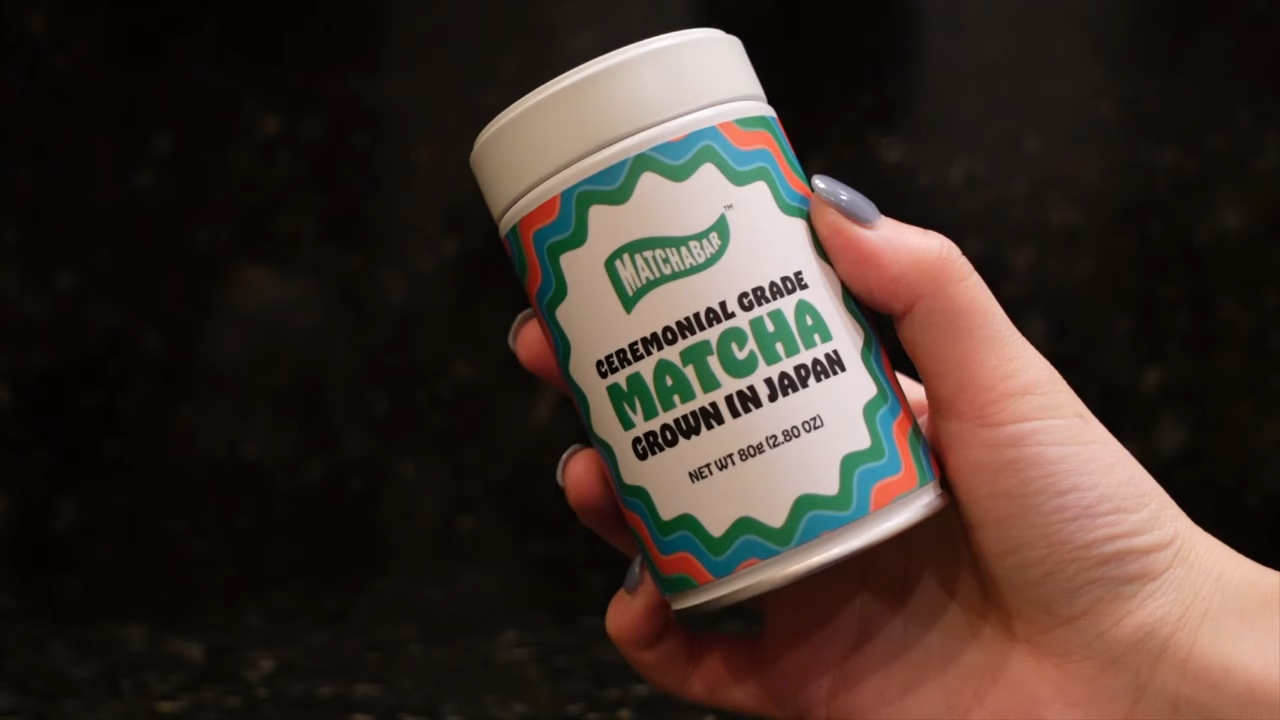 MATCHABAR™
CEREMONIAL GRADE
MATCHA
GROWN IN JAPAN
NET WT 80g (2.80 OZ)